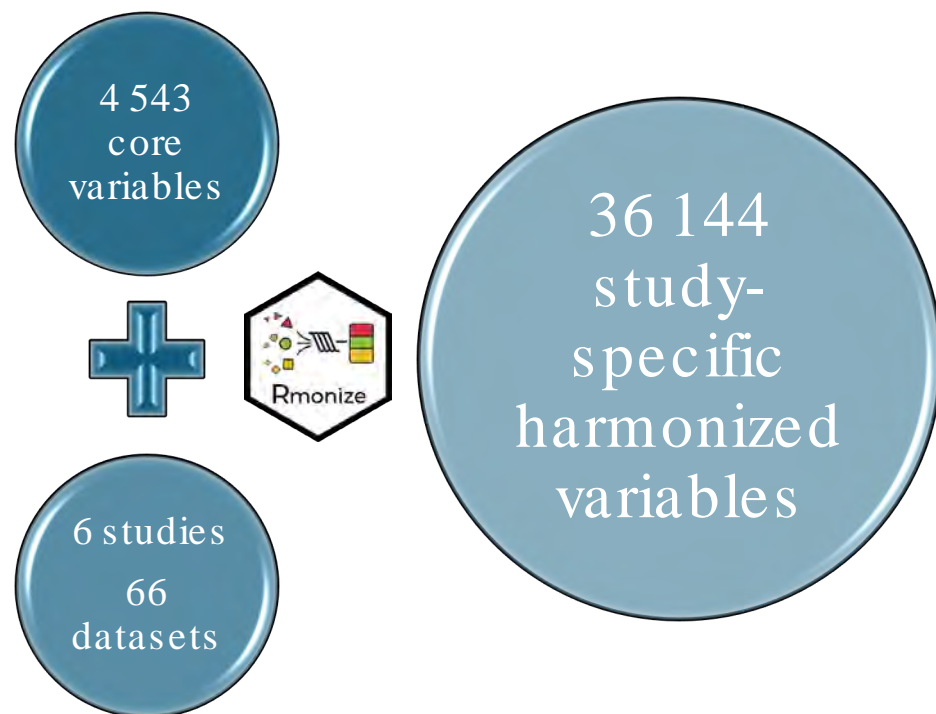 4 543
core
variables
6 studies
66
datasets
Rmonize
36 144
study-
specific
harmonized
variables